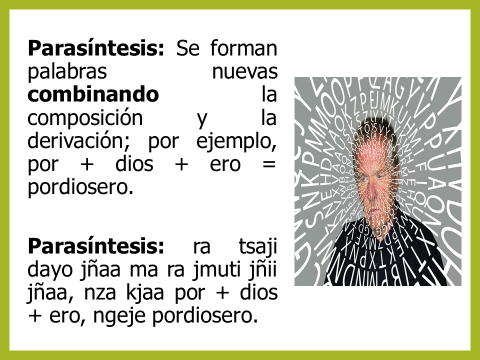 Parasíntesis: Se forman
palabras nuevas
combinando la
composición y la
derivación; por ejemplo,
por + dios + ero =
pordiosero.
Parasíntesis: ra tsaji
dayo jñaa ma ra jmuti jñii
jñaa, nza kjaa por + dios
+ ero, ngeje pordiosero.